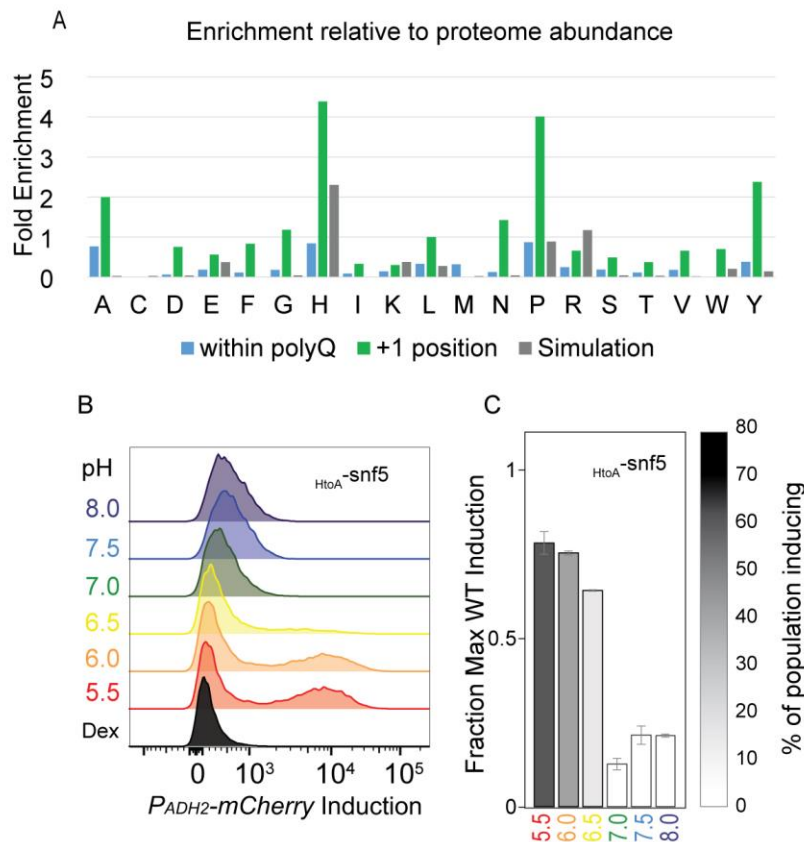 A
Enrichment relative to proteome abundance
Fold Enrichment
5
4
3
2
1
0
A C D E F G H I K L M N P R S T V W Y
within polyQ +1 position Simulation
B
pH
HtoA-snf5
8.0
7.5
7.0
6.5
6.0
5.5
Dex
0 10³ 10⁴ 10⁵
PADH2-mCherry Induction
C
HtoA-snf5
Fraction Max WT Induction
1
0.5
0
5.5 6.0 6.5 7.0 7.5 8.0
80
70
60
50
40
30
20
10
0
% of population inducing